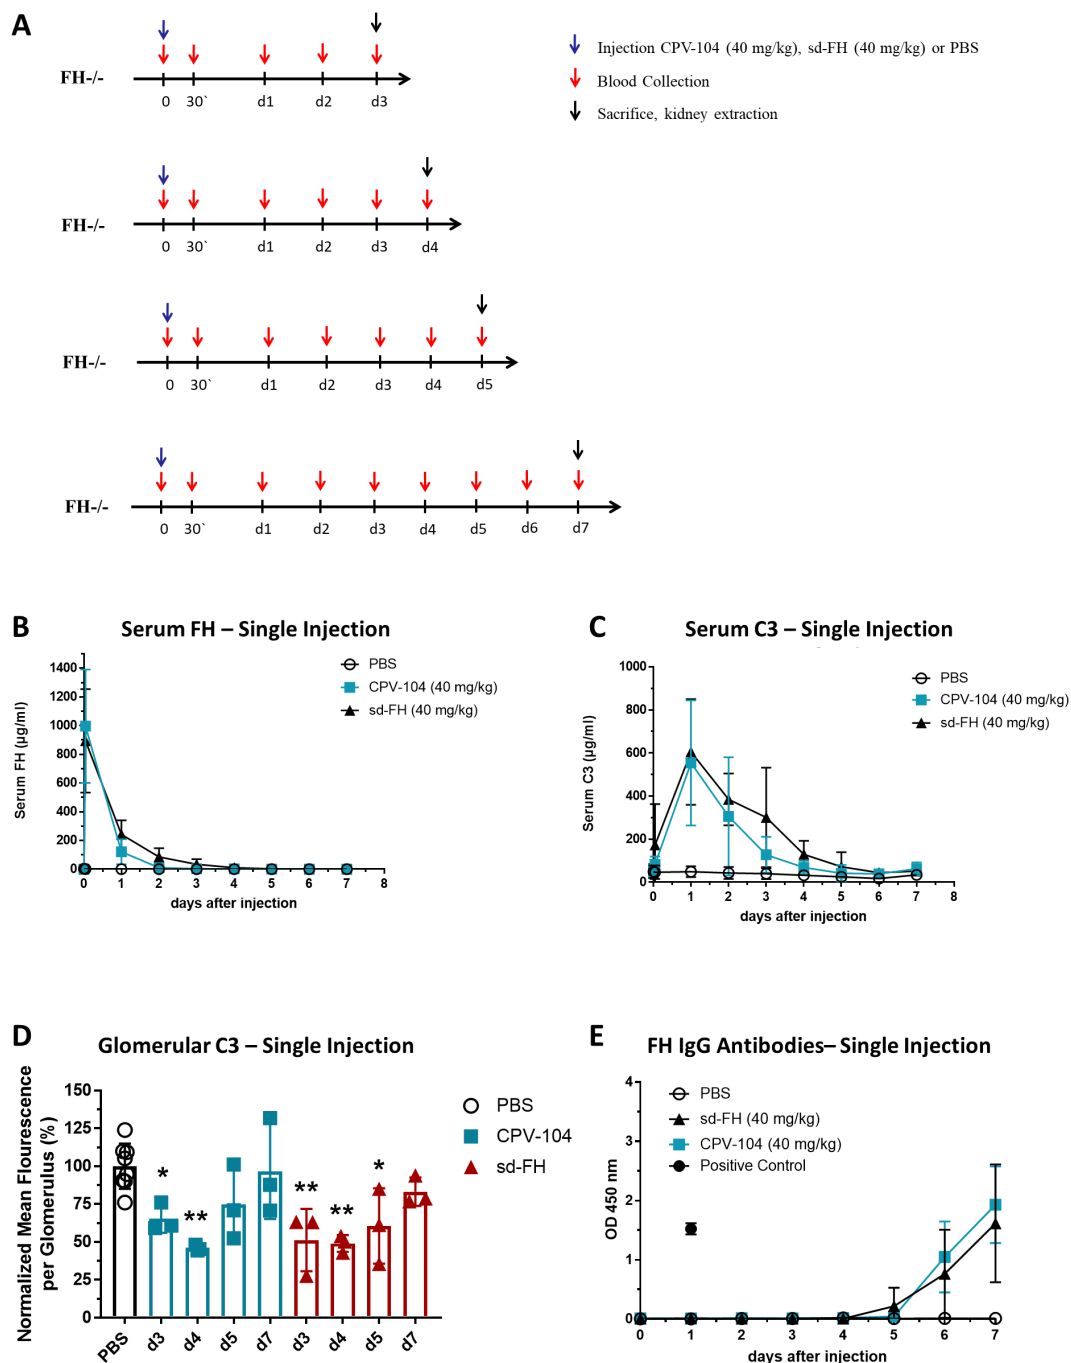 A
Injection CPV-104 (40 mg/kg), sd-FH (40 mg/kg) or PBS
Blood Collection
Sacrifice, kidney extraction
FH-/-
0 30` d1 d2 d3
FH-/-
0 30` d1 d2 d3 d4
FH-/-
0 30` d1 d2 d3 d4 d5
FH-/-
0 30` d1 d2 d3 d4 d5 d6 d7
B
Serum FH – Single Injection
Serum FH (µg/ml)
1400
1200
1000
800
600
400
200
0
0 1 2 3 4 5 6 7 8
days after injection
PBS
CPV-104 (40 mg/kg)
sd-FH (40 mg/kg)
C
Serum C3 – Single Injection
Serum C3 (µg/ml)
1000
800
600
400
200
0
0 1 2 3 4 5 6 7 8
days after injection
PBS
CPV-104 (40 mg/kg)
sd-FH (40 mg/kg)
D
Glomerular C3 – Single Injection
Normalized Mean Flourescence
per Glomerulus (%)
150
125
100
75
50
25
0
* ** ** ** *
PBS d3 d4 d5 d7 d3 d4 d5 d7
PBS
CPV-104
sd-FH
E
FH IgG Antibodies– Single Injection
OD 450 nm
4
3
2
1
0
0 1 2 3 4 5 6 7
days after injection
PBS
sd-FH (40 mg/kg)
CPV-104 (40 mg/kg)
Positive Control